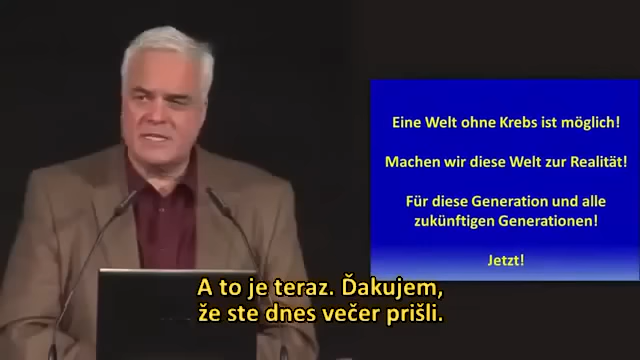 Eine Welt ohne Krebs ist möglich!
Machen wir diese Welt zur Realität!
Für diese Generation und alle
zukünftigen Generationen!
Jetzt!
A to je teraz. Ďakujem,
že ste dnes večer prišli.